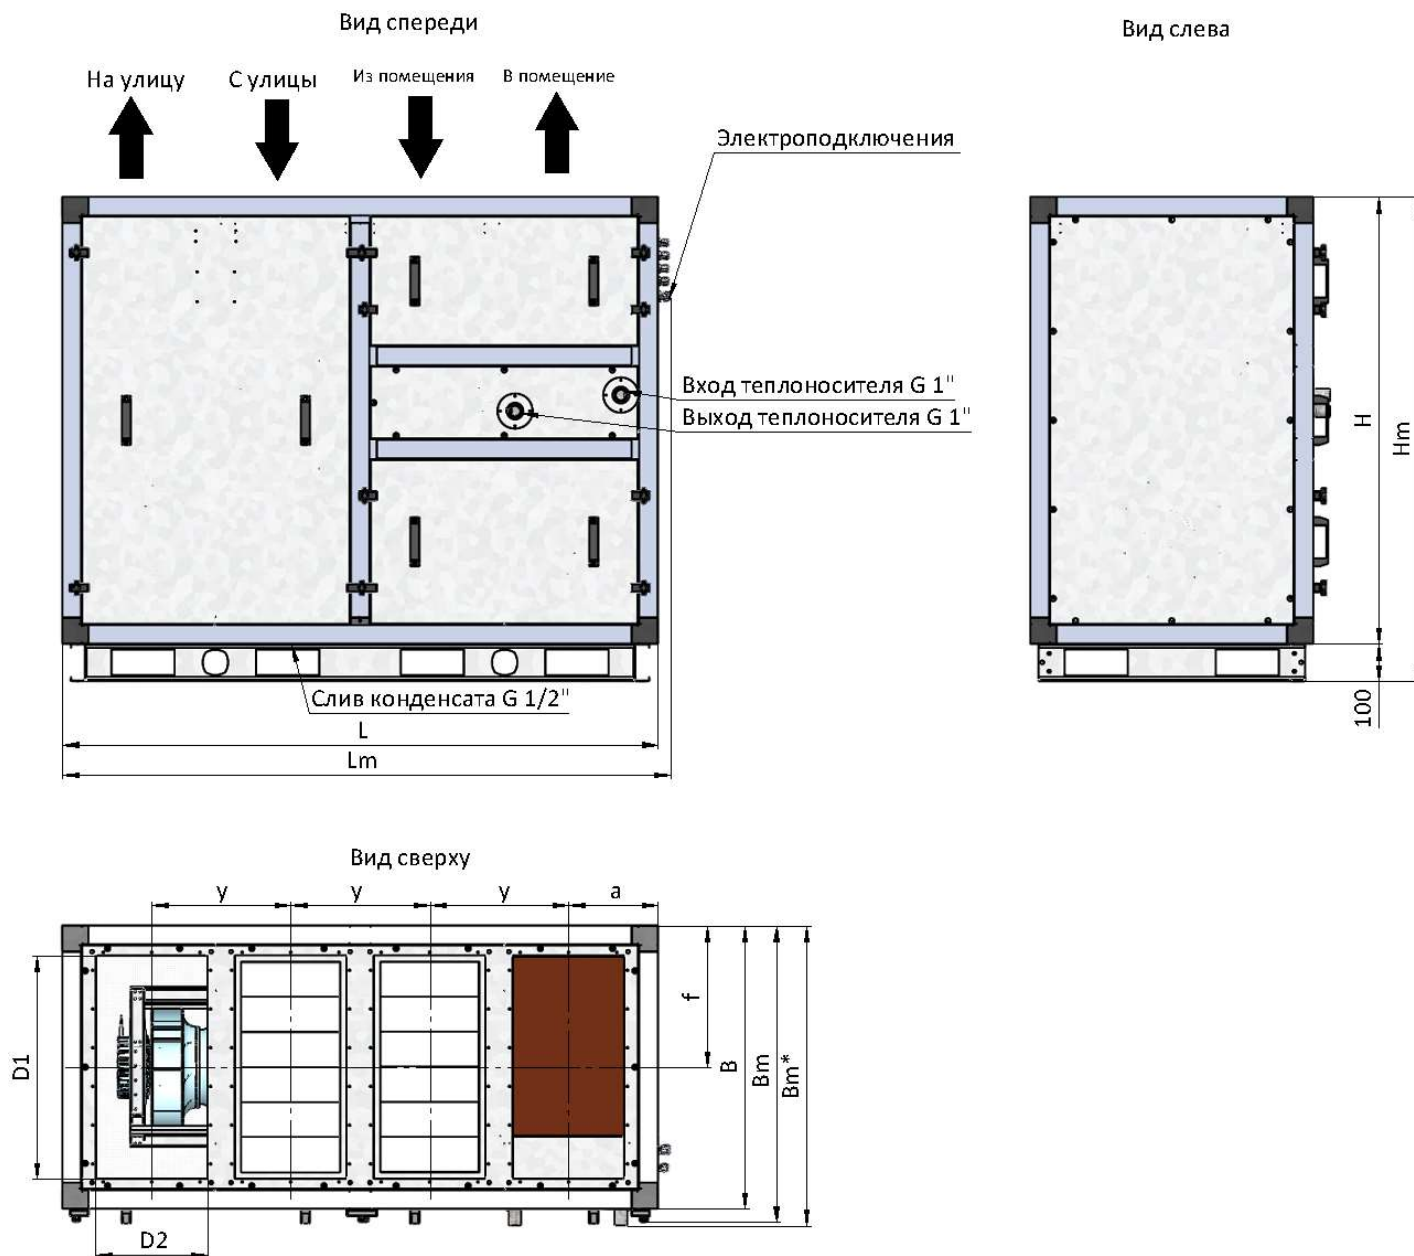 Вид спереди
Вид слева
На улицу
С улицы
Из помещения
В помещение
Электроподключения
Вход теплоносителя G 1"
Выход теплоносителя G 1"
H
Hm
100
Слив конденсата G 1/2"
L
Lm
Вид сверху
y
y
y
a
D1
f
B
Bm
Bm*
D2